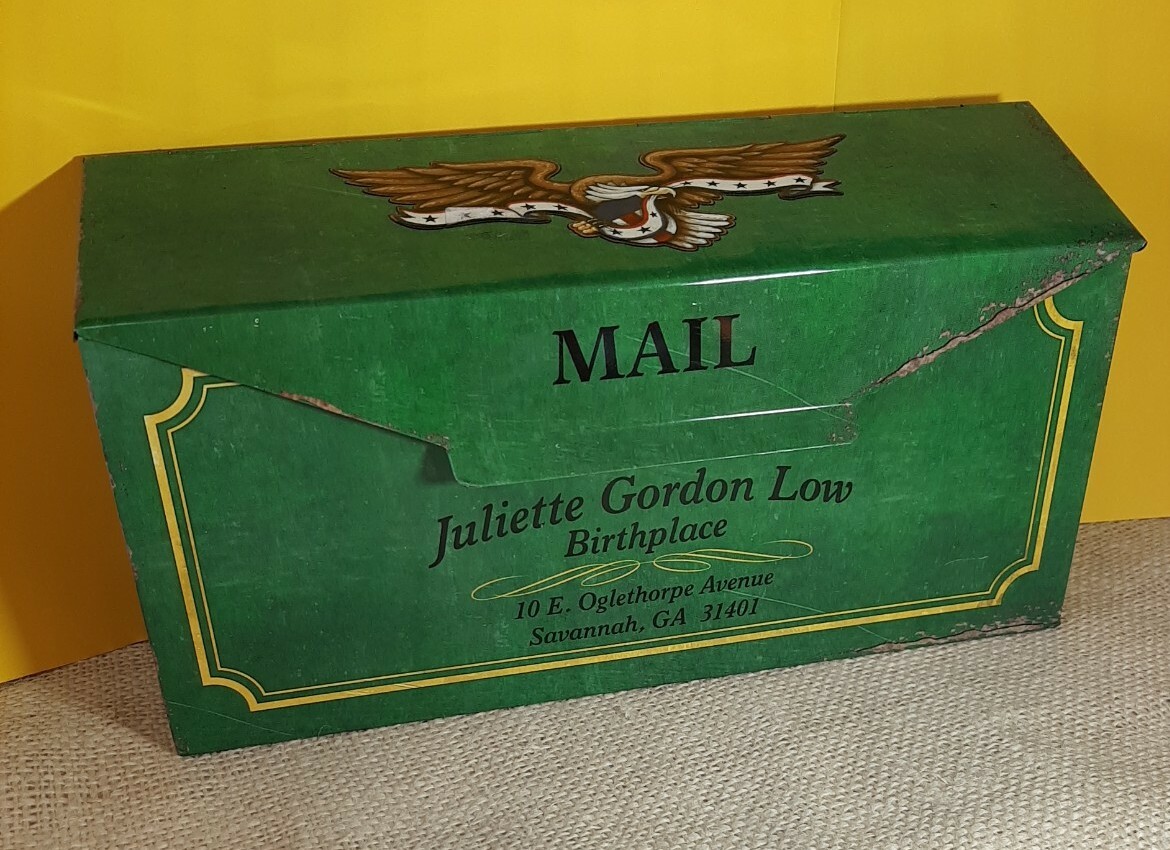 MAIL
Juliette Gordon Low
Birthplace
10 E. Oglethorpe Avenue
Savannah, GA 31401